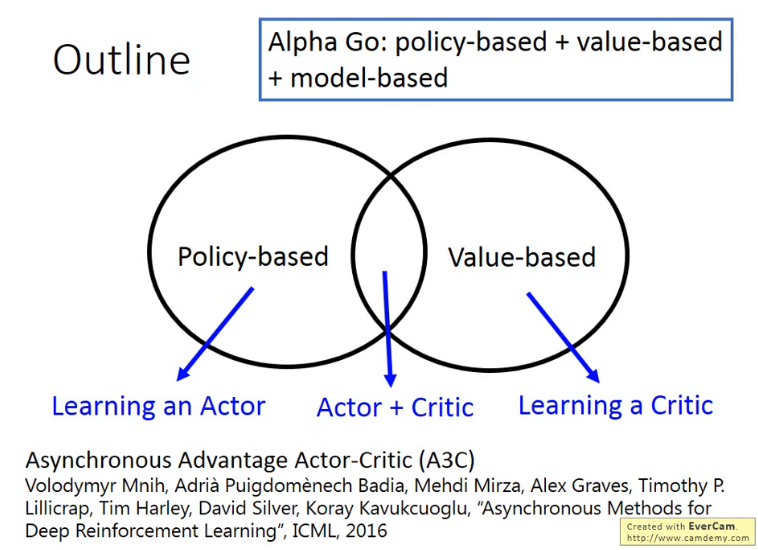 Outline
Alpha Go: policy-based + value-based
+ model-based
Policy-based
Value-based
Learning an Actor
Actor + Critic
Learning a Critic
Asynchronous Advantage Actor-Critic (A3C)
Volodymyr Mnih, Adrià Puigdomènech Badia, Mehdi Mirza, Alex Graves, Timothy P.
Lillicrap, Tim Harley, David Silver, Koray Kavukcuoglu, “Asynchronous Methods for
Deep Reinforcement Learning”, ICML, 2016
Created with EverCam.
http://www.camdemy.com